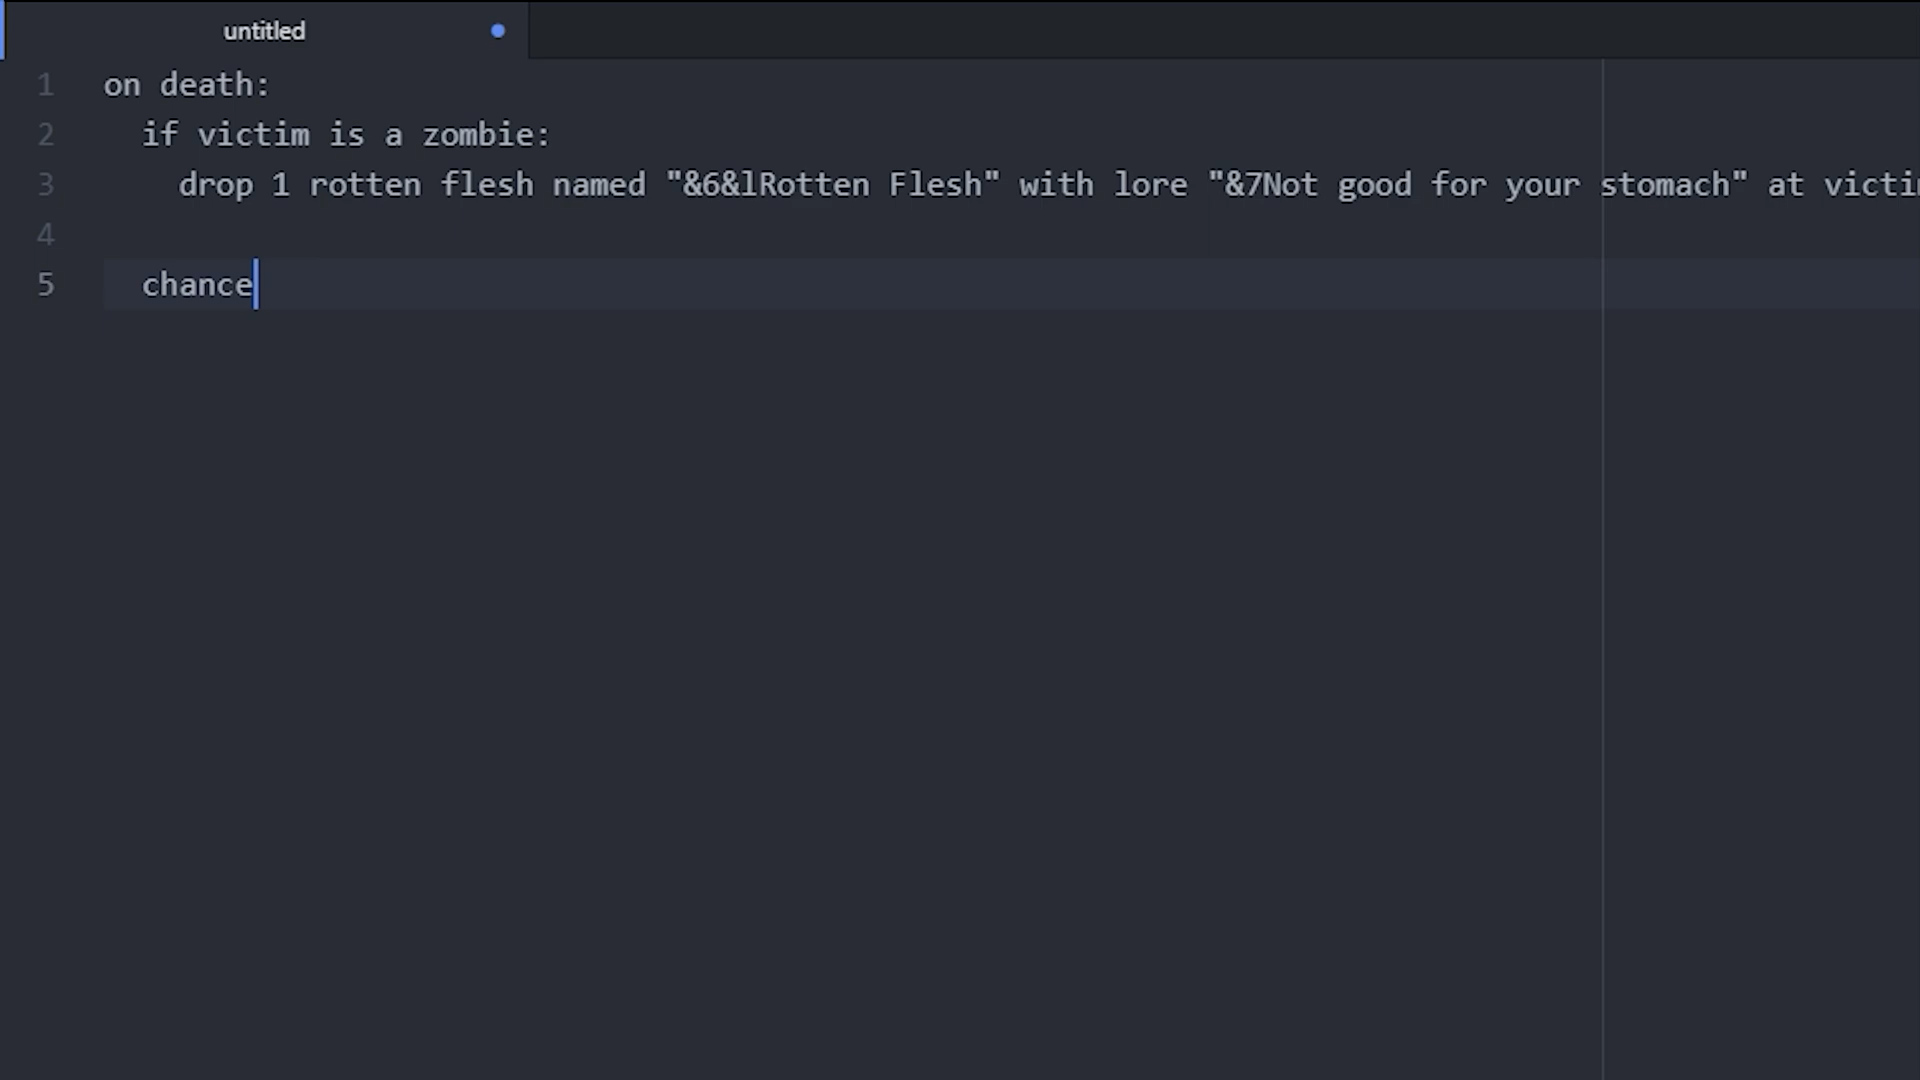 untitled
1 on death:
2 if victim is a zombie:
3 drop 1 rotten flesh named "&6&lRotten Flesh" with lore "&7Not good for your stomach" at
4
5 chance